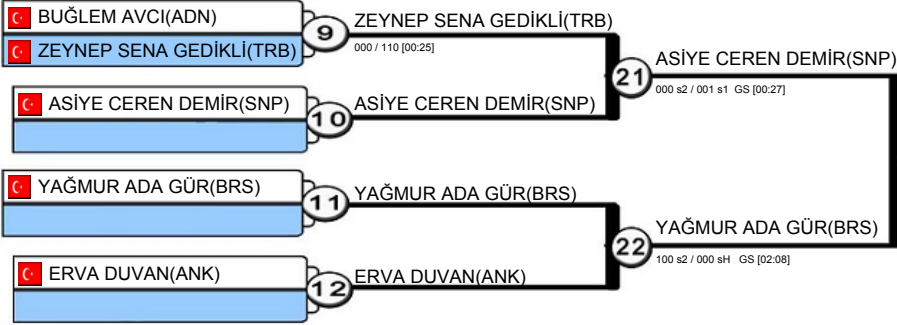 BUĞLEM AVCI(ADN)
ZEYNEP SENA GEDİKLİ(TRB)
9
ZEYNEP SENA GEDİKLİ(TRB)
000 / 110 [00:25]
ASİYE CEREN DEMİR(SNP)
10
ASİYE CEREN DEMİR(SNP)
21
ASİYE CEREN DEMİR(SNP)
000 s2 / 001 s1 GS [00:27]
YAĞMUR ADA GÜR(BRS)
11
YAĞMUR ADA GÜR(BRS)
22
YAĞMUR ADA GÜR(BRS)
100 s2 / 000 sH GS [02:08]
ERVA DUVAN(ANK)
12
ERVA DUVAN(ANK)